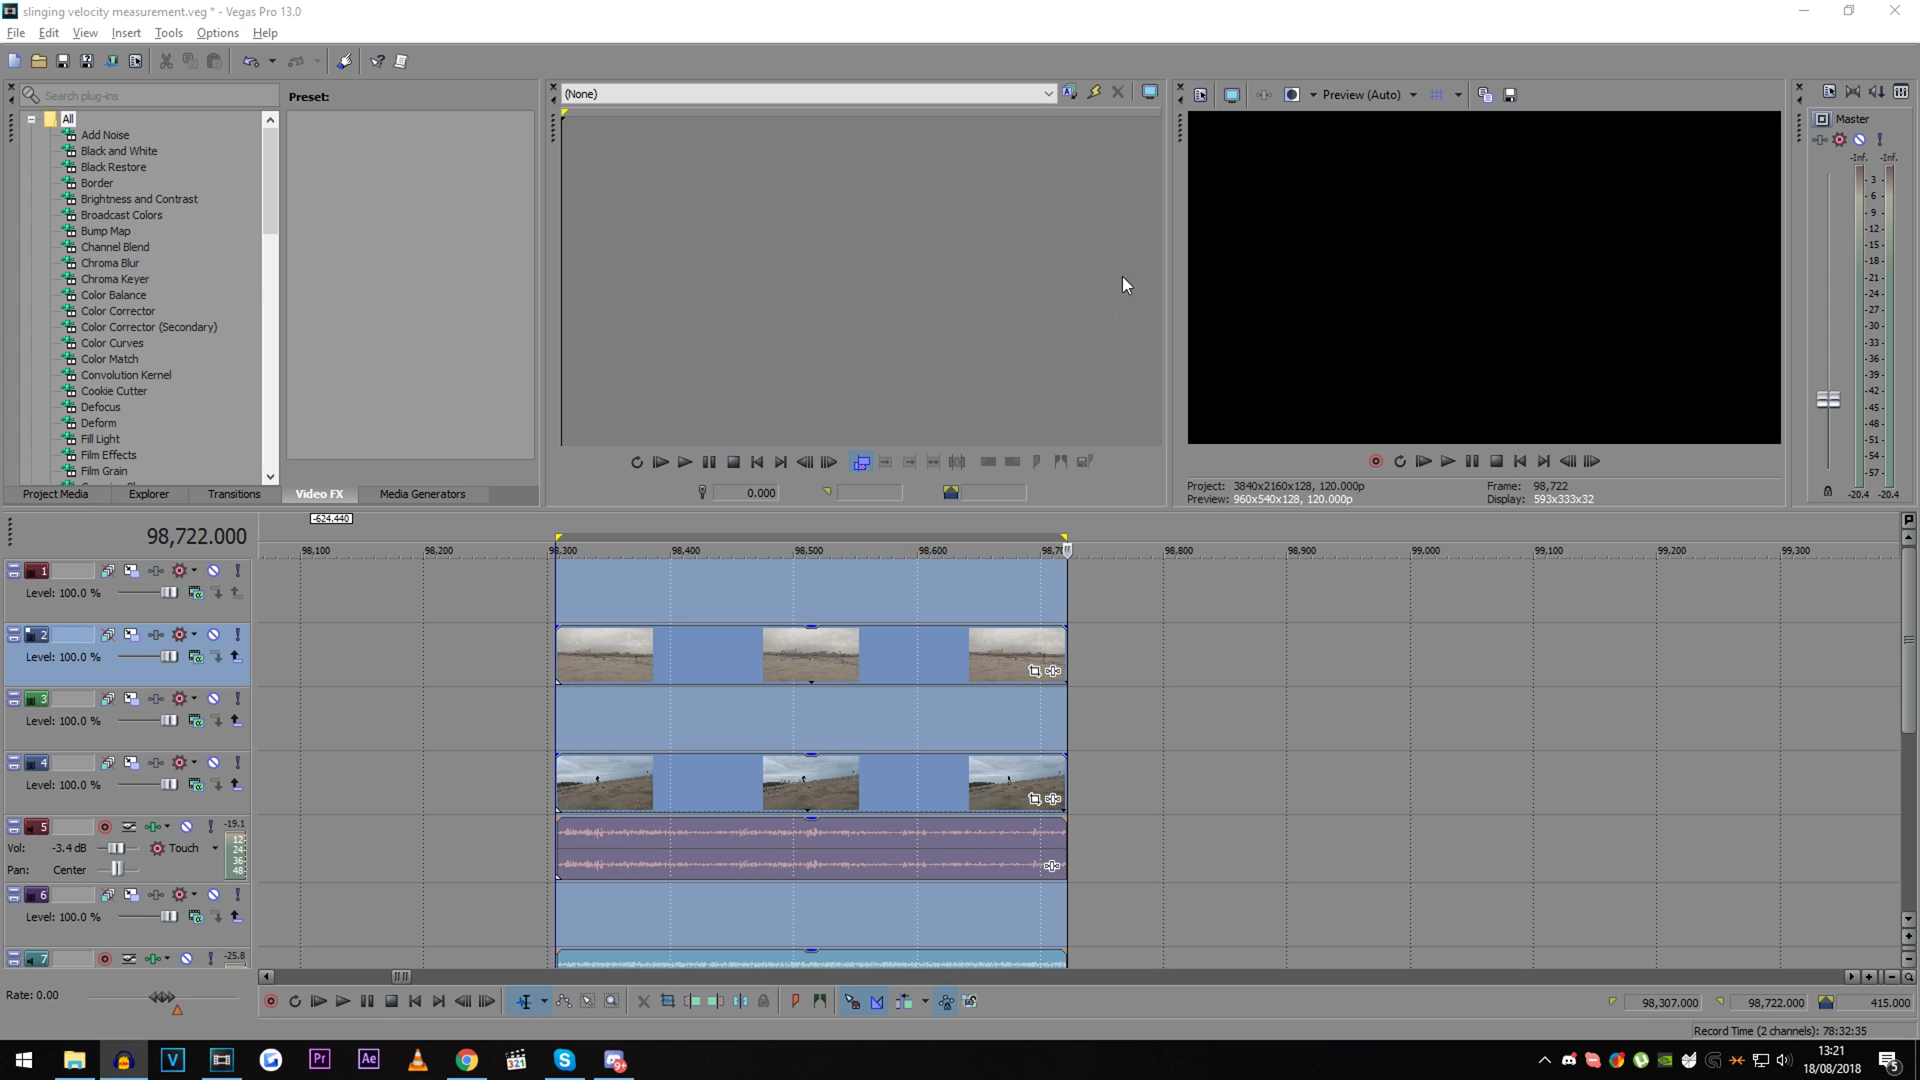 slinging velocity measurement.veg * - Vegas Pro 13.0
File Edit View Insert Tools Options Help
Search plug-ins
Preset:
(None)
Preview (Auto)
Master
All
Add Noise
Black and White
Black Restore
Border
Brightness and Contrast
Broadcast Colors
Bump Map
Channel Blend
Chroma Blur
Chroma Keyer
Color Balance
Color Corrector
Color Corrector (Secondary)
Color Curves
Color Match
Convolution Kernel
Cookie Cutter
Defocus
Deform
Fill Light
Film Effects
Film Grain
Project Media Explorer Transitions Video FX Media Generators
0.000
Project: 3840x2160x128, 120.000p Frame: 98,722
Preview: 960x540x128, 120.000p Display: 593x333x32
-Inf. -Inf.
- 3 -
- 6 -
- 9 -
-12-
-15-
-18-
-21-
-24-
-27-
-30-
-33-
-36-
-39-
-42-
-45-
-48-
-51-
-54-
-57-
-20.4 -20.4
-624.440
98,722.000
98,100 98,200 98,300 98,400 98,500 98,600 98,70 98,800 98,900 99,000 99,100 99,200 99,300
1
Level: 100.0 %
2
Level: 100.0 %
3
Level: 100.0 %
4
Level: 100.0 %
5 -19.1
Vol: -3.4 dB Touch
Pan: Center
12
24
36
48
6
Level: 100.0 %
7 -25.8
Rate: 0.00
98,307.000 98,722.000 415.000
Record Time (2 channels): 78:32:35
V Pr Ae 321 S 9+
13:21
18/08/2018
5